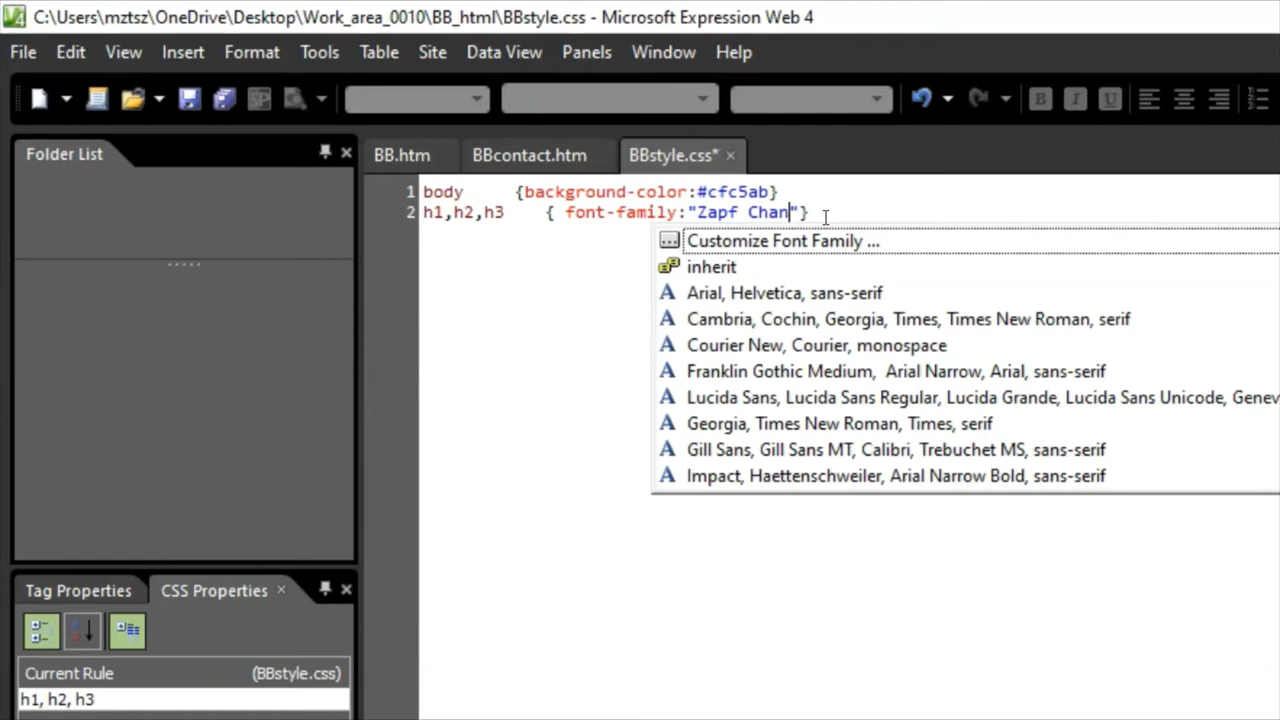 C:\Users\mztsz\OneDrive\Desktop\Work_area_0010\BB_html\BBstyle.css - Microsoft Expression Web 4
File Edit View Insert Format Tools Table Site Data View Panels Window Help
SP B I U
Folder List
BB.htm BBcontact.htm BBstyle.css*
1 body {background-color:#cfc5ab}
2 h1,h2,h3 { font-family:"Zapf Chan"}
Customize Font Family ...
inherit
Arial, Helvetica, sans-serif
Cambria, Cochin, Georgia, Times, Times New Roman, serif
Courier New, Courier, monospace
Franklin Gothic Medium, Arial Narrow, Arial, sans-serif
Lucida Sans, Lucida Sans Regular, Lucida Grande, Lucida Sans Unicode, Genev
Georgia, Times New Roman, Times, serif
Gill Sans, Gill Sans MT, Calibri, Trebuchet MS, sans-serif
Impact, Haettenschweiler, Arial Narrow Bold, sans-serif
Tag Properties CSS Properties
Current Rule (BBstyle.css)
h1, h2, h3